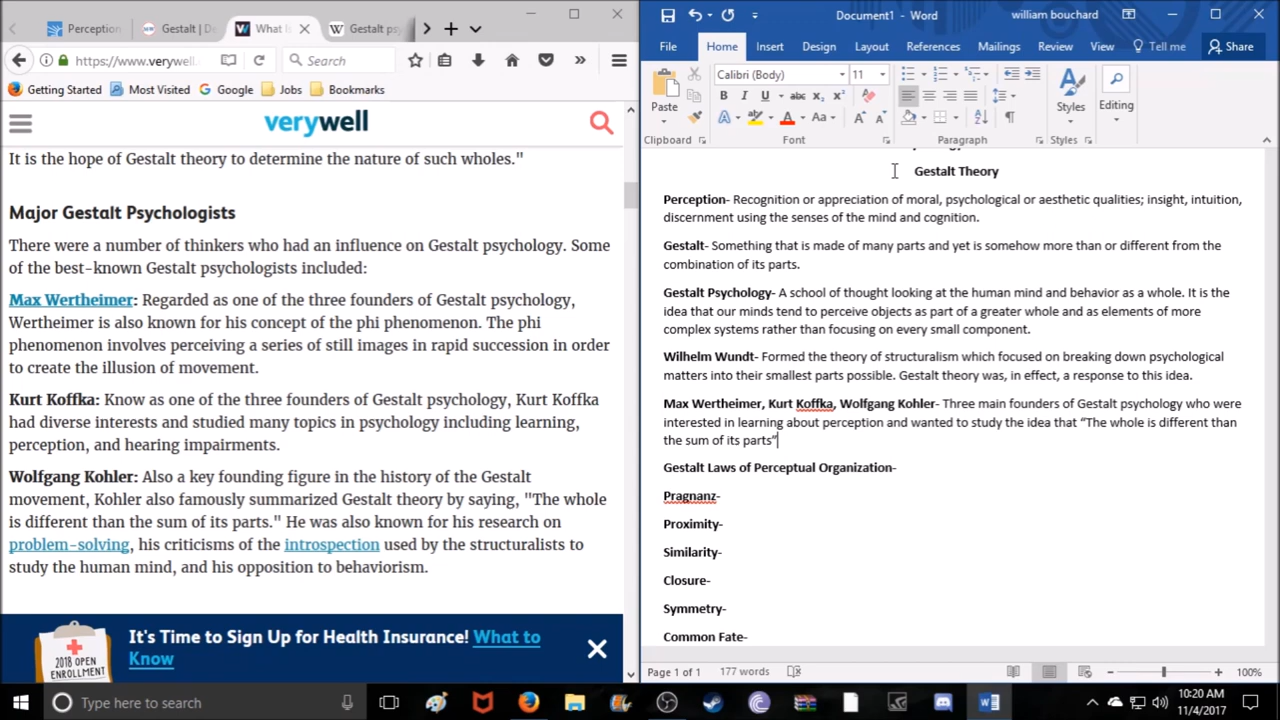 Perception
Gestalt | De
What Is
Gestalt psy
https://www.verywell.
Search
Getting Started
Most Visited
Google
Jobs
Bookmarks
verywell
It is the hope of Gestalt theory to determine the nature of such wholes."
Major Gestalt Psychologists
There were a number of thinkers who had an influence on Gestalt psychology. Some
of the best-known Gestalt psychologists included:
Max Wertheimer: Regarded as one of the three founders of Gestalt psychology,
Wertheimer is also known for his concept of the phi phenomenon. The phi
phenomenon involves perceiving a series of still images in rapid succession in order
to create the illusion of movement.
Kurt Koffka: Know as one of the three founders of Gestalt psychology, Kurt Koffka
had diverse interests and studied many topics in psychology including learning,
perception, and hearing impairments.
Wolfgang Kohler: Also a key founding figure in the history of the Gestalt
movement, Kohler also famously summarized Gestalt theory by saying, "The whole
is different than the sum of its parts." He was also known for his research on
problem-solving, his criticisms of the introspection used by the structuralists to
study the human mind, and his opposition to behaviorism.
2018 OPEN
ENROLLMENT
It's Time to Sign Up for Health Insurance! What to
Know
Document1 - Word
william bouchard
File Home Insert Design Layout References Mailings Review View Tell me Share
Calibri (Body) 11
Paste
Styles
Editing
Clipboard Font Paragraph Styles
Gestalt Theory
Perception- Recognition or appreciation of moral, psychological or aesthetic qualities; insight, intuition,
discernment using the senses of the mind and cognition.
Gestalt- Something that is made of many parts and yet is somehow more than or different from the
combination of its parts.
Gestalt Psychology- A school of thought looking at the human mind and behavior as a whole. It is the
idea that our minds tend to perceive objects as part of a greater whole and as elements of more
complex systems rather than focusing on every small component.
Wilhelm Wundt- Formed the theory of structuralism which focused on breaking down psychological
matters into their smallest parts possible. Gestalt theory was, in effect, a response to this idea.
Max Wertheimer, Kurt Koffka, Wolfgang Kohler- Three main founders of Gestalt psychology who were
interested in learning about perception and wanted to study the idea that “The whole is different than
the sum of its parts”
Gestalt Laws of Perceptual Organization-
Pragnanz-
Proximity-
Similarity-
Closure-
Symmetry-
Common Fate-
Page 1 of 1 177 words 100%
Type here to search
10:20 AM
11/4/2017